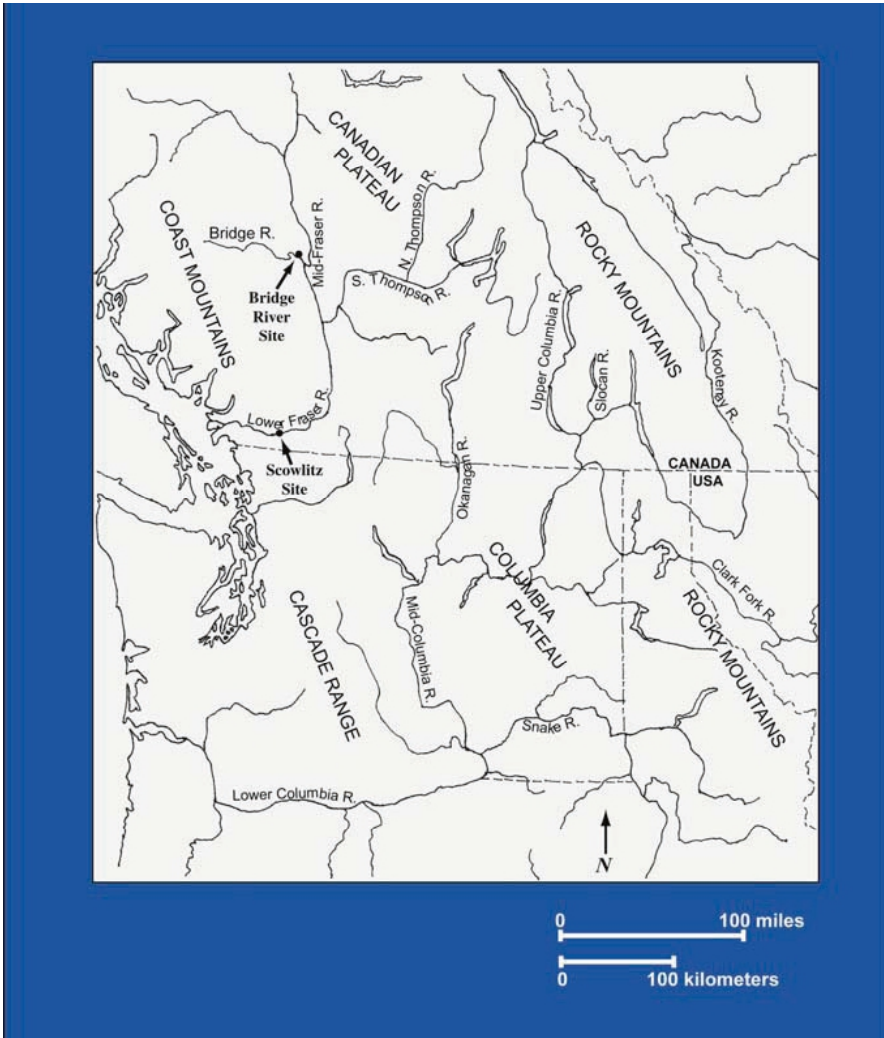 CANADIAN
PLATEAU
COAST MOUNTAINS
Bridge R.
Mid-Fraser R.
N. Thompson R.
S. Thompson R.
Bridge
River
Site
ROCKY MOUNTAINS
Upper Columbia R.
Slocan R.
Kootenay R.
Lower Fraser R.
Scowlitz
Site
Okanagan R.
CANADA
USA
COLUMBIA
PLATEAU
Clark Fork R.
CASCADE RANGE
Mid-Columbia R.
ROCKY MOUNTAINS
Snake R.
Lower Columbia R.
N
0
100 miles
0
100 kilometers